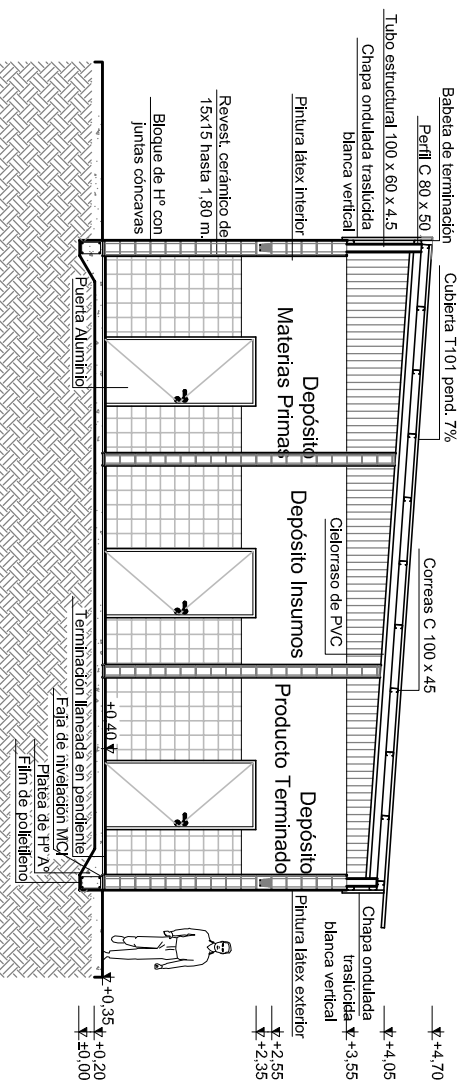 Babeta de terminación
Perfil C 80 x 50
Tubo estructural 100 x 60 x 4.5
Chapa ondulada traslúcida
blanca vertical
Pintura látex interior
Revest. cerámico de
15x15 hasta 1,80 m.
Bloque de Hº con
juntas cóncavas
Cubierta T101 pend. 7%
Correas C 100 x 45
Depósito
Materias Primas
Depósito Insumos
Cielorraso de PVC
Depósito
Producto Terminado
Puerta Aluminio
+0,40
Terminación llaneada en pendiente
Faja de nivelación MCI
Platea de Hº Aº
Film de polietileno
Chapa ondulada
traslúcida
blanca vertical
Pintura látex exterior
+4,70
+4,05
+3,55
+2,55
+2,35
+0,35
+0,20
±0,00